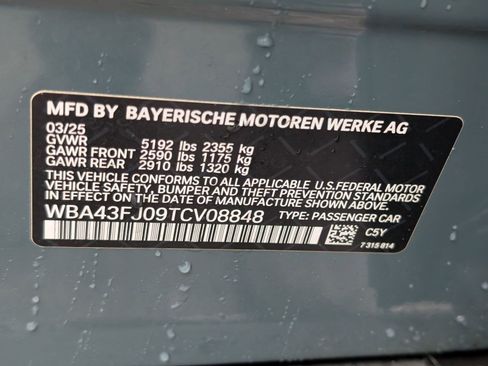 MFD BY BAYERISCHE MOTOREN WERKE AG
03/25
GVWR 5192 lbs 2355 kg
GAWR FRONT 2590 lbs 1175 kg
GAWR REAR 2910 lbs 1320 kg
THIS VEHICLE CONFORMS TO ALL APPLICABLE U.S.FEDERAL MOTOR
VEHICLE SAFETY, BUMPER AND THEFT PREVENTION STANDARDS
IN EFFECT ON THE DATE OF MANUFACTURE SHOWN ABOVE.
WBA43FJ09TCV08848 TYPE: PASSENGER CAR
C5Y
7 315 814